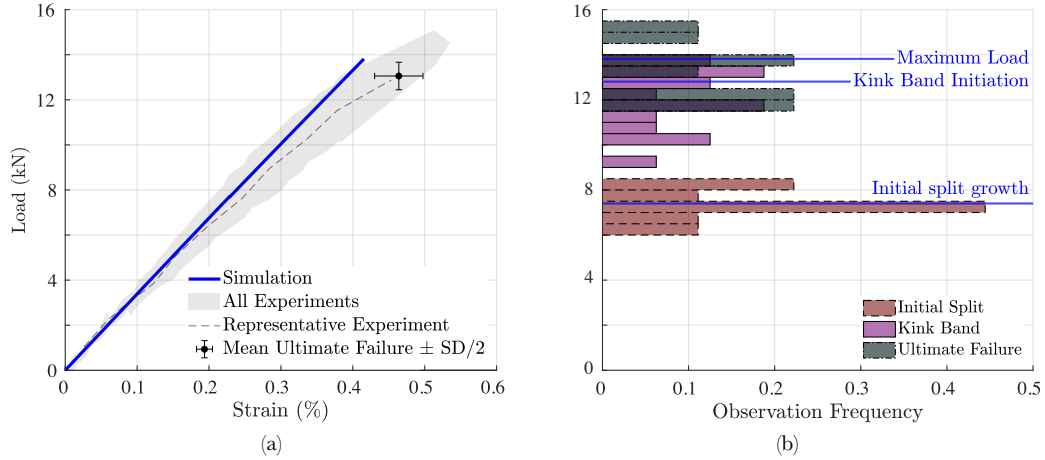 16
12
8
4
0
Load (kN)
0
0.1
0.2
0.3
0.4
0.5
0.6
Strain (%)
Simulation
All Experiments
Representative Experiment
Mean Ultimate Failure ± SD/2
(a)
16
12
8
4
0
Maximum Load
Kink Band Initiation
Initial split growth
Initial Split
Kink Band
Ultimate Failure
0
0.1
0.2
0.3
0.4
0.5
Observation Frequency
(b)